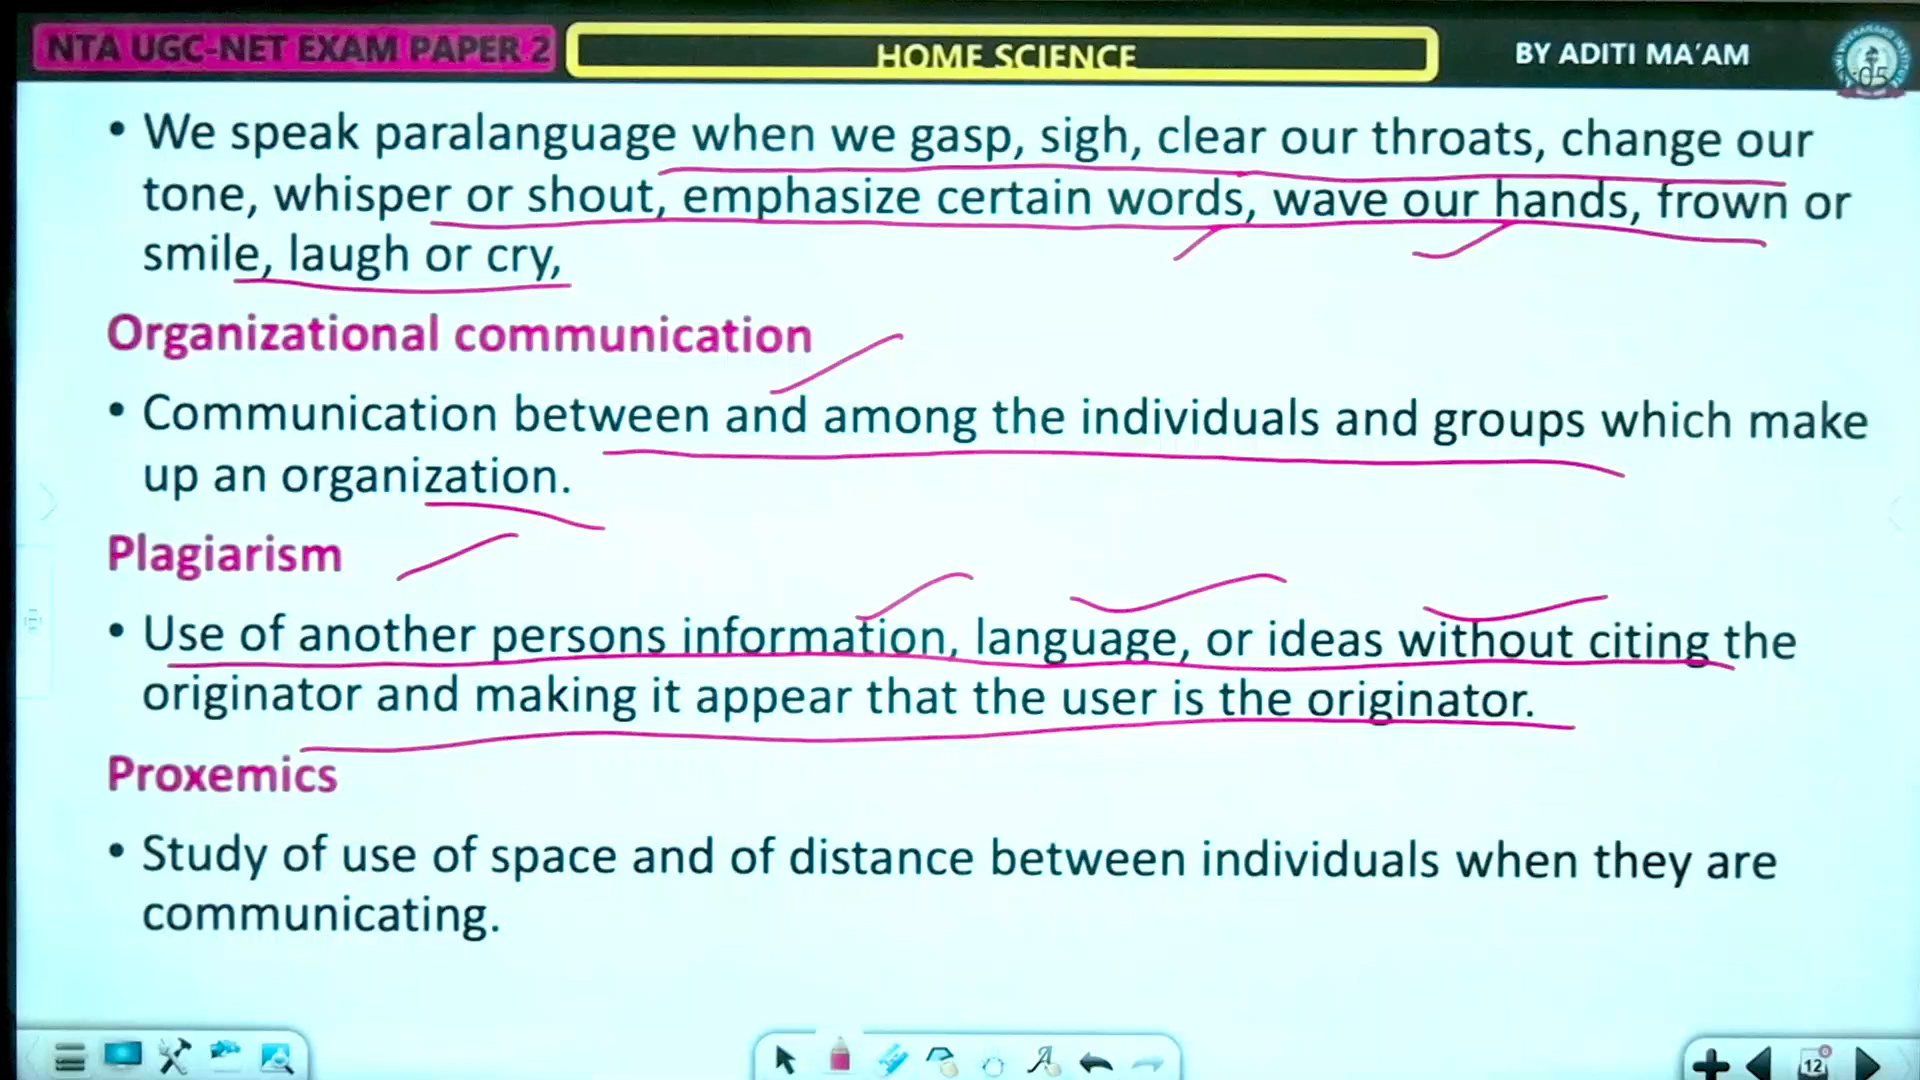 NTA UGC-NET EXAM PAPER 2
HOME SCIENCE
BY ADITI MA'AM
• We speak paralanguage when we gasp, sigh, clear our throats, change our
tone, whisper or shout, emphasize certain words, wave our hands, frown or
smile, laugh or cry,
Organizational communication
• Communication between and among the individuals and groups which make
up an organization.
Plagiarism
• Use of another persons information, language, or ideas without citing the
originator and making it appear that the user is the originator.
Proxemics
• Study of use of space and of distance between individuals when they are
communicating.
12